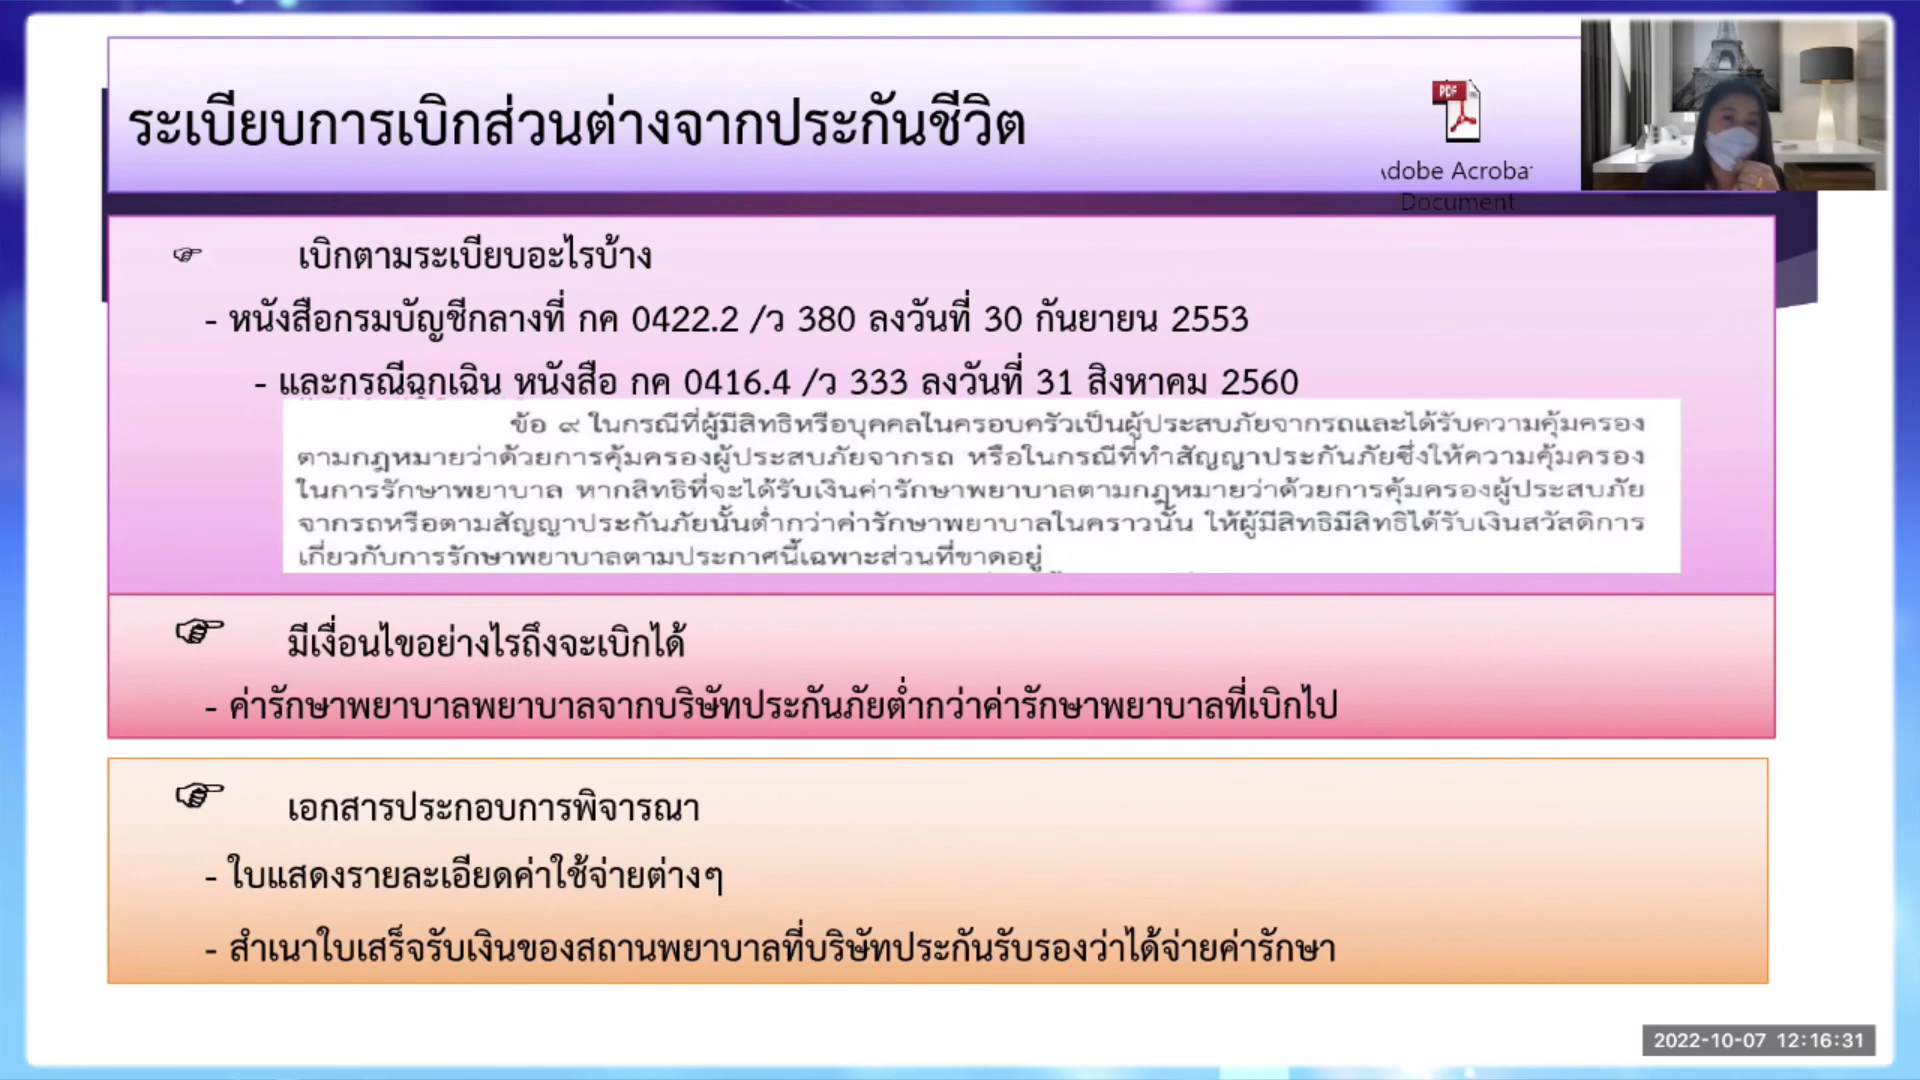 ระเบียบการเบิกส่วนต่างจากประกันชีวิต
PDF
Adobe Acrobat
Document
เบิกตามระเบียบอะไรบ้าง
- หนังสือกรมบัญชีกลางที่ กค 0422.2 /ว 380 ลงวันที่ 30 กันยายน 2553
- และกรณีฉุกเฉิน หนังสือ กค 0416.4 /ว 333 ลงวันที่ 31 สิงหาคม 2560
ข้อ ๙ ในกรณีที่ผู้มีสิทธิหรือบุคคลในครอบครัวเป็นผู้ประสบภัยจากรถและได้รับความคุ้มครอง
ตามกฎหมายว่าด้วยการคุ้มครองผู้ประสบภัยจากรถ หรือในกรณีที่ทำสัญญาประกันภัยซึ่งให้ความคุ้มครอง
ในการรักษาพยาบาล หากสิทธิที่จะได้รับเงินค่ารักษาพยาบาลตามกฎหมายว่าด้วยการคุ้มครองผู้ประสบภัย
จากรถหรือตามสัญญาประกันภัยนั้นต่ำกว่าค่ารักษาพยาบาลในคราวนั้น ให้ผู้มีสิทธิมีสิทธิได้รับเงินสวัสดิการ
เกี่ยวกับการรักษาพยาบาลตามประกาศนี้เฉพาะส่วนที่ขาดอยู่
มีเงื่อนไขอย่างไรถึงจะเบิกได้
- ค่ารักษาพยาบาลพยาบาลจากบริษัทประกันภัยต่ำกว่าค่ารักษาพยาบาลที่เบิกไป
เอกสารประกอบการพิจารณา
- ใบแสดงรายละเอียดค่าใช้จ่ายต่างๆ
- สำเนาใบเสร็จรับเงินของสถานพยาบาลที่บริษัทประกันรับรองว่าได้จ่ายค่ารักษา
2022-10-07 12:16:31